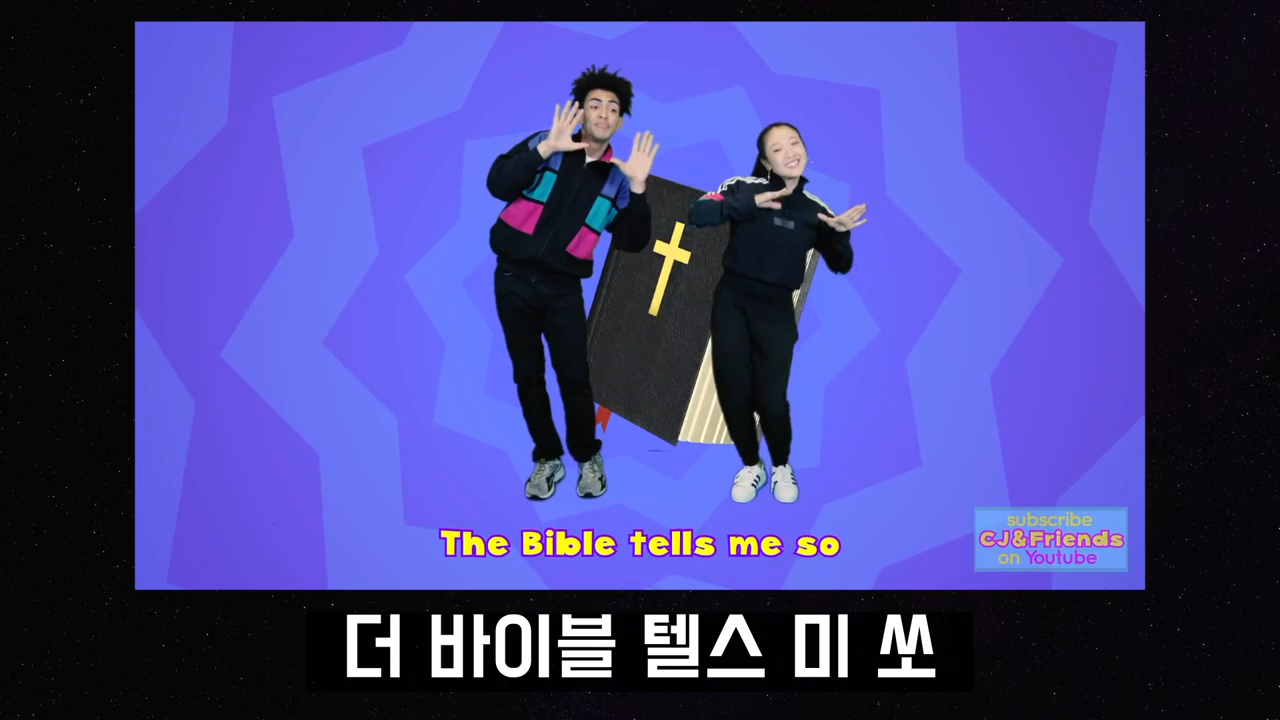 The Bible tells me so
subscribe
CJ&Friends
on Youtube
더 바이블 텔스 미 쏘